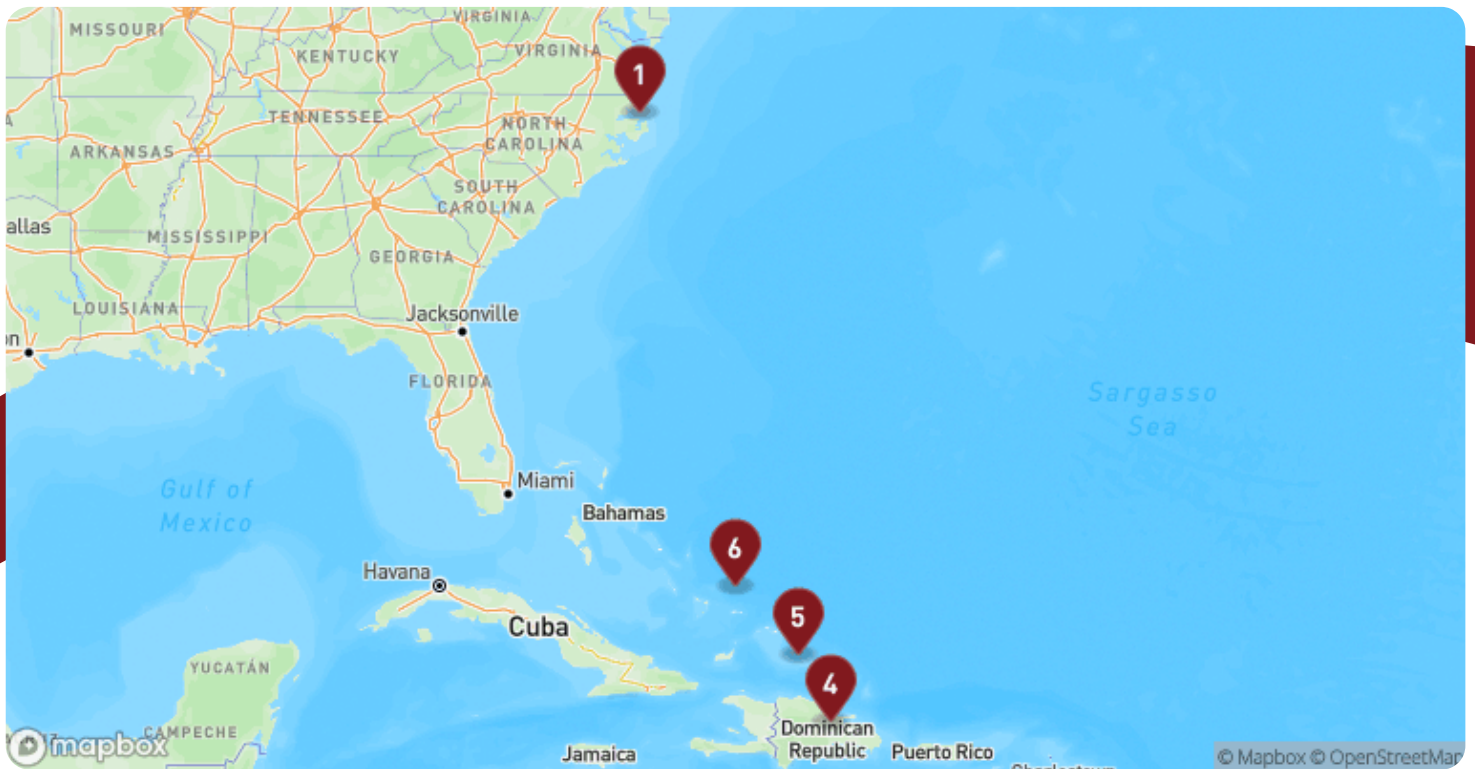 MISSOURI
VIRGINIA
KENTUCKY
VIRGINIA
1
TENNESSEE
NORTH
CAROLINA
ARKANSAS
SOUTH
CAROLINA
allas
MISSISSIPPI
GEORGIA
LOUISIANA
Jacksonville
on
FLORIDA
Sargasso
Sea
Gulf of
Mexico
Miami
Bahamas
6
Havana
5
Cuba
YUCATÁN
4
CAMPECHE
Dominican
Republic
Puerto Rico
Jamaica
mapbox
© Mapbox © OpenStreetMap